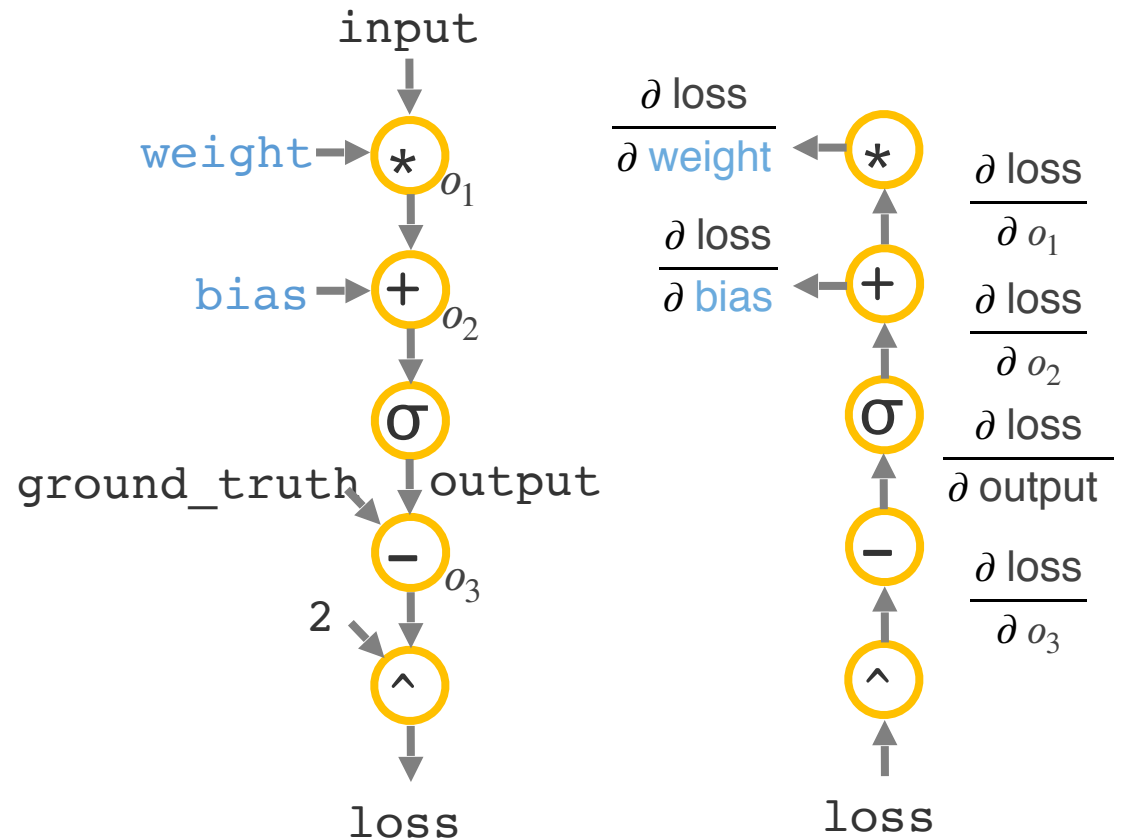 input
weight
*
o₁
bias
+
o₂
σ
ground_truth
output
-
o₃
2
^
loss
∂ loss
∂ weight
*
∂ loss
∂ o₁
∂ loss
∂ bias
+
∂ loss
∂ o₂
σ
∂ loss
∂ output
-
∂ loss
∂ o₃
^
loss